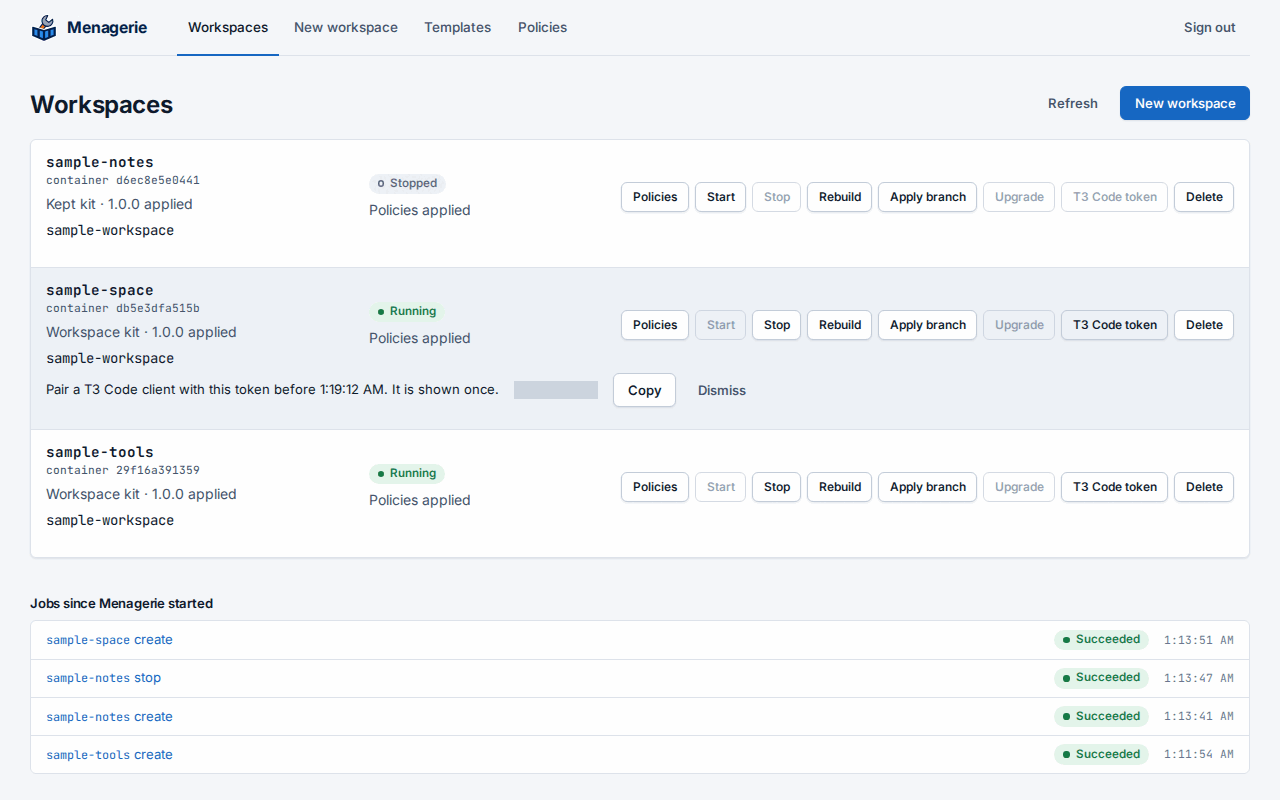 Menagerie
Workspaces
New workspace
Templates
Policies
Sign out
Workspaces
Refresh
New workspace
sample-notes
container d6ec8e5e0441
Kept kit · 1.0.0 applied
sample-workspace
Stopped
Policies applied
Policies
Start
Stop
Rebuild
Apply branch
Upgrade
T3 Code token
Delete
sample-space
container db5e3dfa515b
Workspace kit · 1.0.0 applied
sample-workspace
Running
Policies applied
Policies
Start
Stop
Rebuild
Apply branch
Upgrade
T3 Code token
Delete
Pair a T3 Code client with this token before 1:19:12 AM. It is shown once.
Copy
Dismiss
sample-tools
container 29f16a391359
Workspace kit · 1.0.0 applied
sample-workspace
Running
Policies applied
Policies
Start
Stop
Rebuild
Apply branch
Upgrade
T3 Code token
Delete
Jobs since Menagerie started
sample-space create
Succeeded
1:13:51 AM
sample-notes stop
Succeeded
1:13:47 AM
sample-notes create
Succeeded
1:13:41 AM
sample-tools create
Succeeded
1:11:54 AM